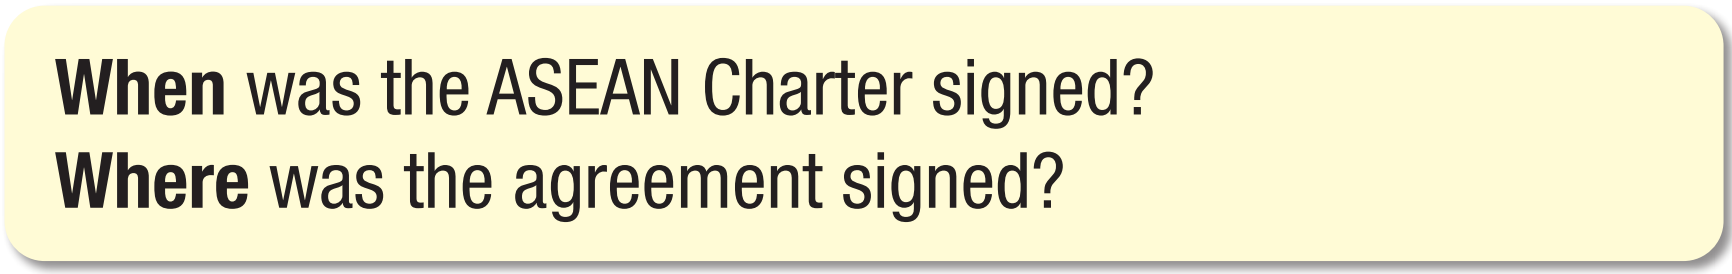 When was the ASEAN Charter signed?
Where was the agreement signed?